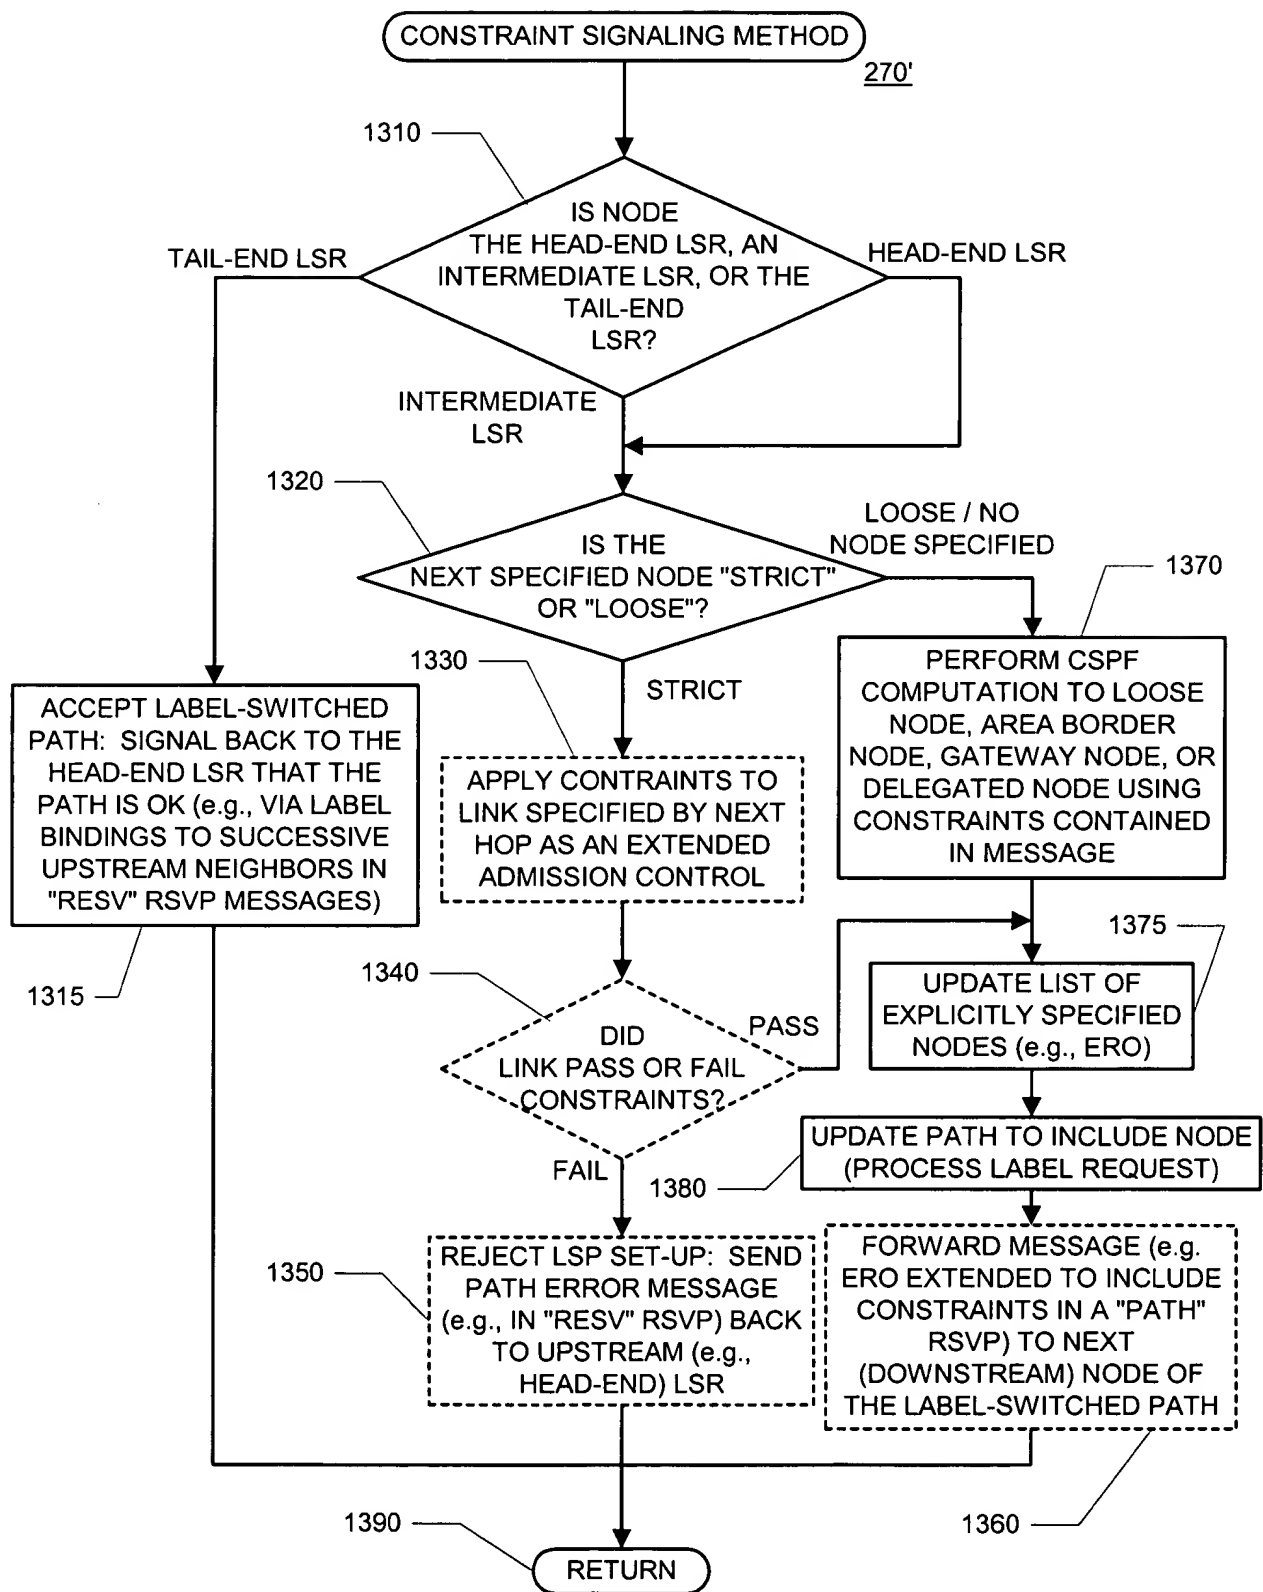 CONSTRAINT SIGNALING METHOD
270'
1310
IS NODE
THE HEAD-END LSR, AN
INTERMEDIATE LSR, OR THE
TAIL-END
LSR?
TAIL-END LSR
HEAD-END LSR
INTERMEDIATE
LSR
1320
IS THE
NEXT SPECIFIED NODE "STRICT"
OR "LOOSE"?
LOOSE / NO
NODE SPECIFIED
1370
STRICT
1330
PERFORM CSPF
COMPUTATION TO LOOSE
NODE, AREA BORDER
NODE, GATEWAY NODE, OR
DELEGATED NODE USING
CONSTRAINTS CONTAINED
IN MESSAGE
ACCEPT LABEL-SWITCHED
PATH: SIGNAL BACK TO THE
HEAD-END LSR THAT THE
PATH IS OK (e.g., VIA LABEL
BINDINGS TO SUCCESSIVE
UPSTREAM NEIGHBORS IN
"RESV" RSVP MESSAGES)
1315
APPLY CONTRAINTS TO
LINK SPECIFIED BY NEXT
HOP AS AN EXTENDED
ADMISSION CONTROL
1340
DID
LINK PASS OR FAIL
CONSTRAINTS?
PASS
FAIL
1375
UPDATE LIST OF
EXPLICITLY SPECIFIED
NODES (e.g., ERO)
UPDATE PATH TO INCLUDE NODE
(PROCESS LABEL REQUEST)
1380
1350
REJECT LSP SET-UP: SEND
PATH ERROR MESSAGE
(e.g., IN "RESV" RSVP) BACK
TO UPSTREAM (e.g.,
HEAD-END) LSR
FORWARD MESSAGE (e.g.
ERO EXTENDED TO INCLUDE
CONSTRAINTS IN A "PATH"
RSVP) TO NEXT
(DOWNSTREAM) NODE OF
THE LABEL-SWITCHED PATH
1360
1390
RETURN